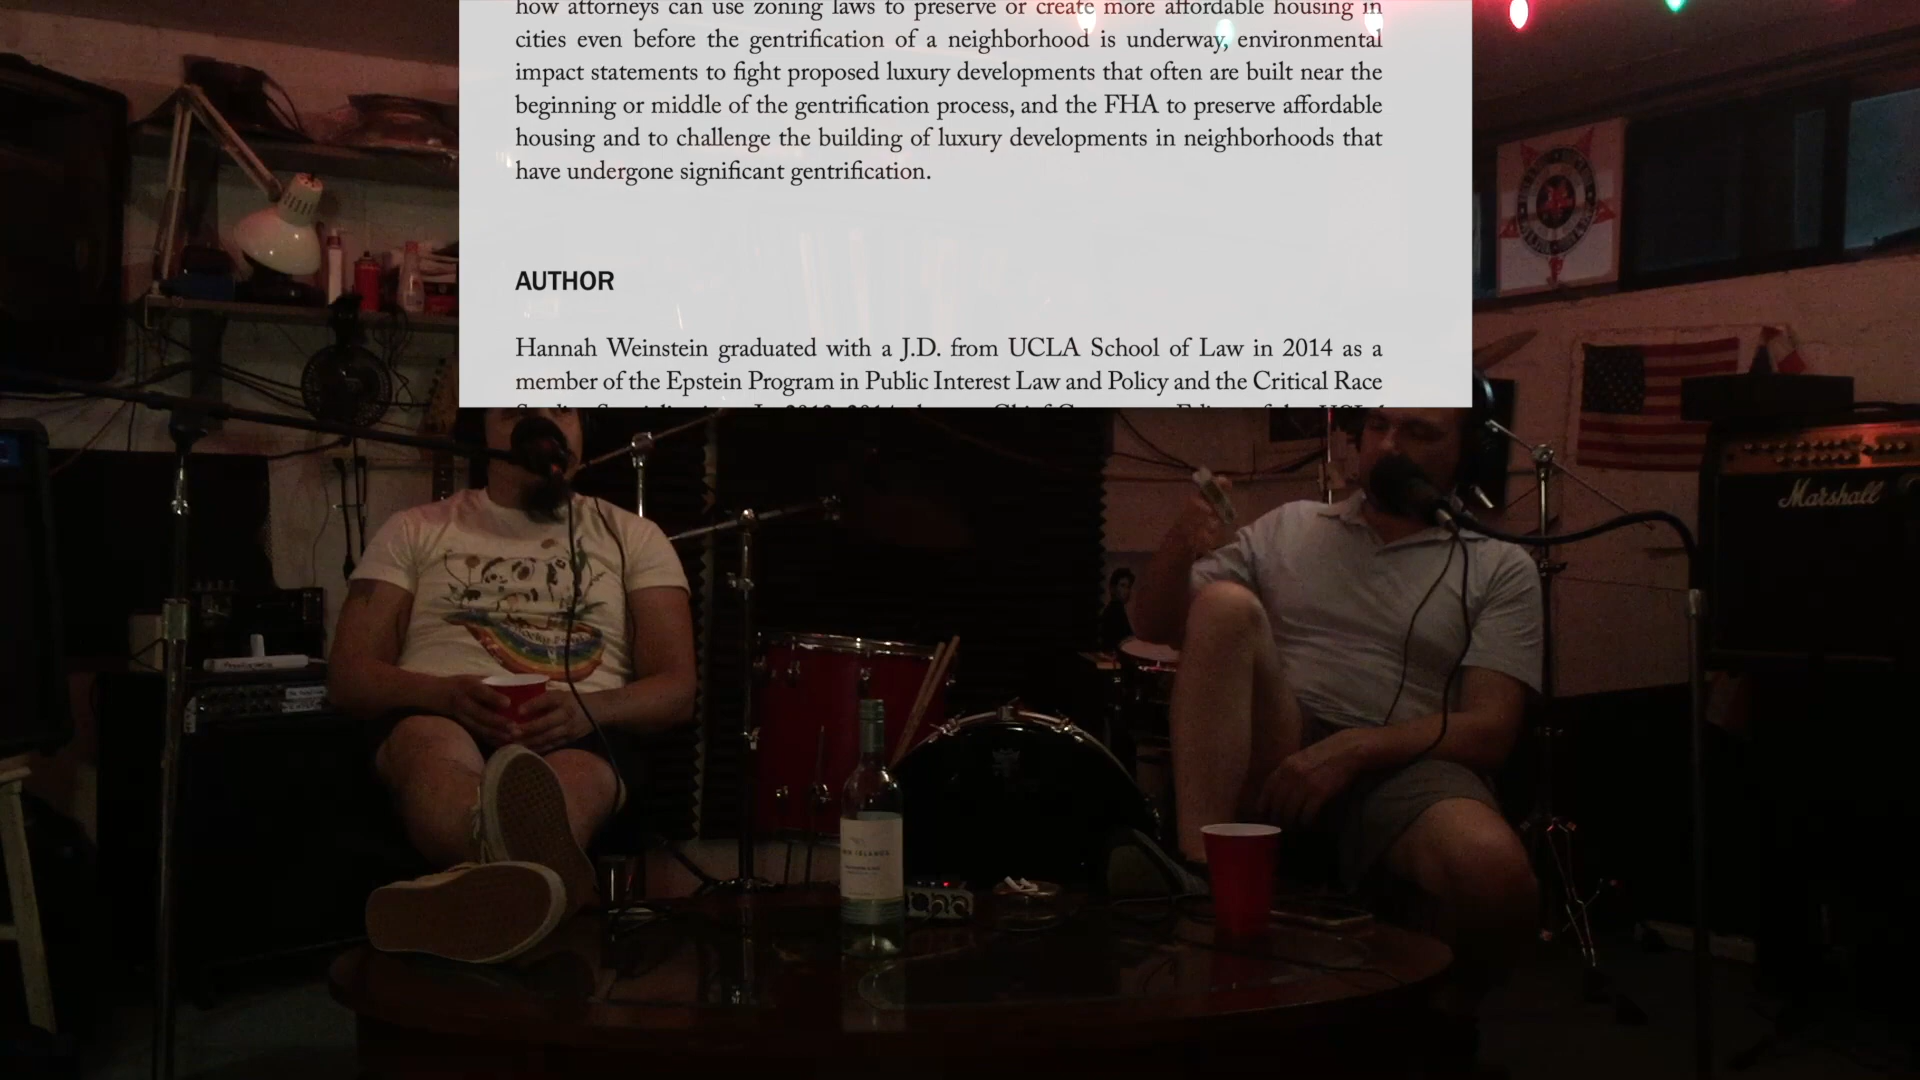 how attorneys can use zoning laws to preserve or create more affordable housing in
cities even before the gentrification of a neighborhood is underway, environmental
impact statements to fight proposed luxury developments that often are built near the
beginning or middle of the gentrification process, and the FHA to preserve affordable
housing and to challenge the building of luxury developments in neighborhoods that
have undergone significant gentrification.
AUTHOR
Hannah Weinstein graduated with a J.D. from UCLA School of Law in 2014 as a
member of the Epstein Program in Public Interest Law and Policy and the Critical Race
Marshall